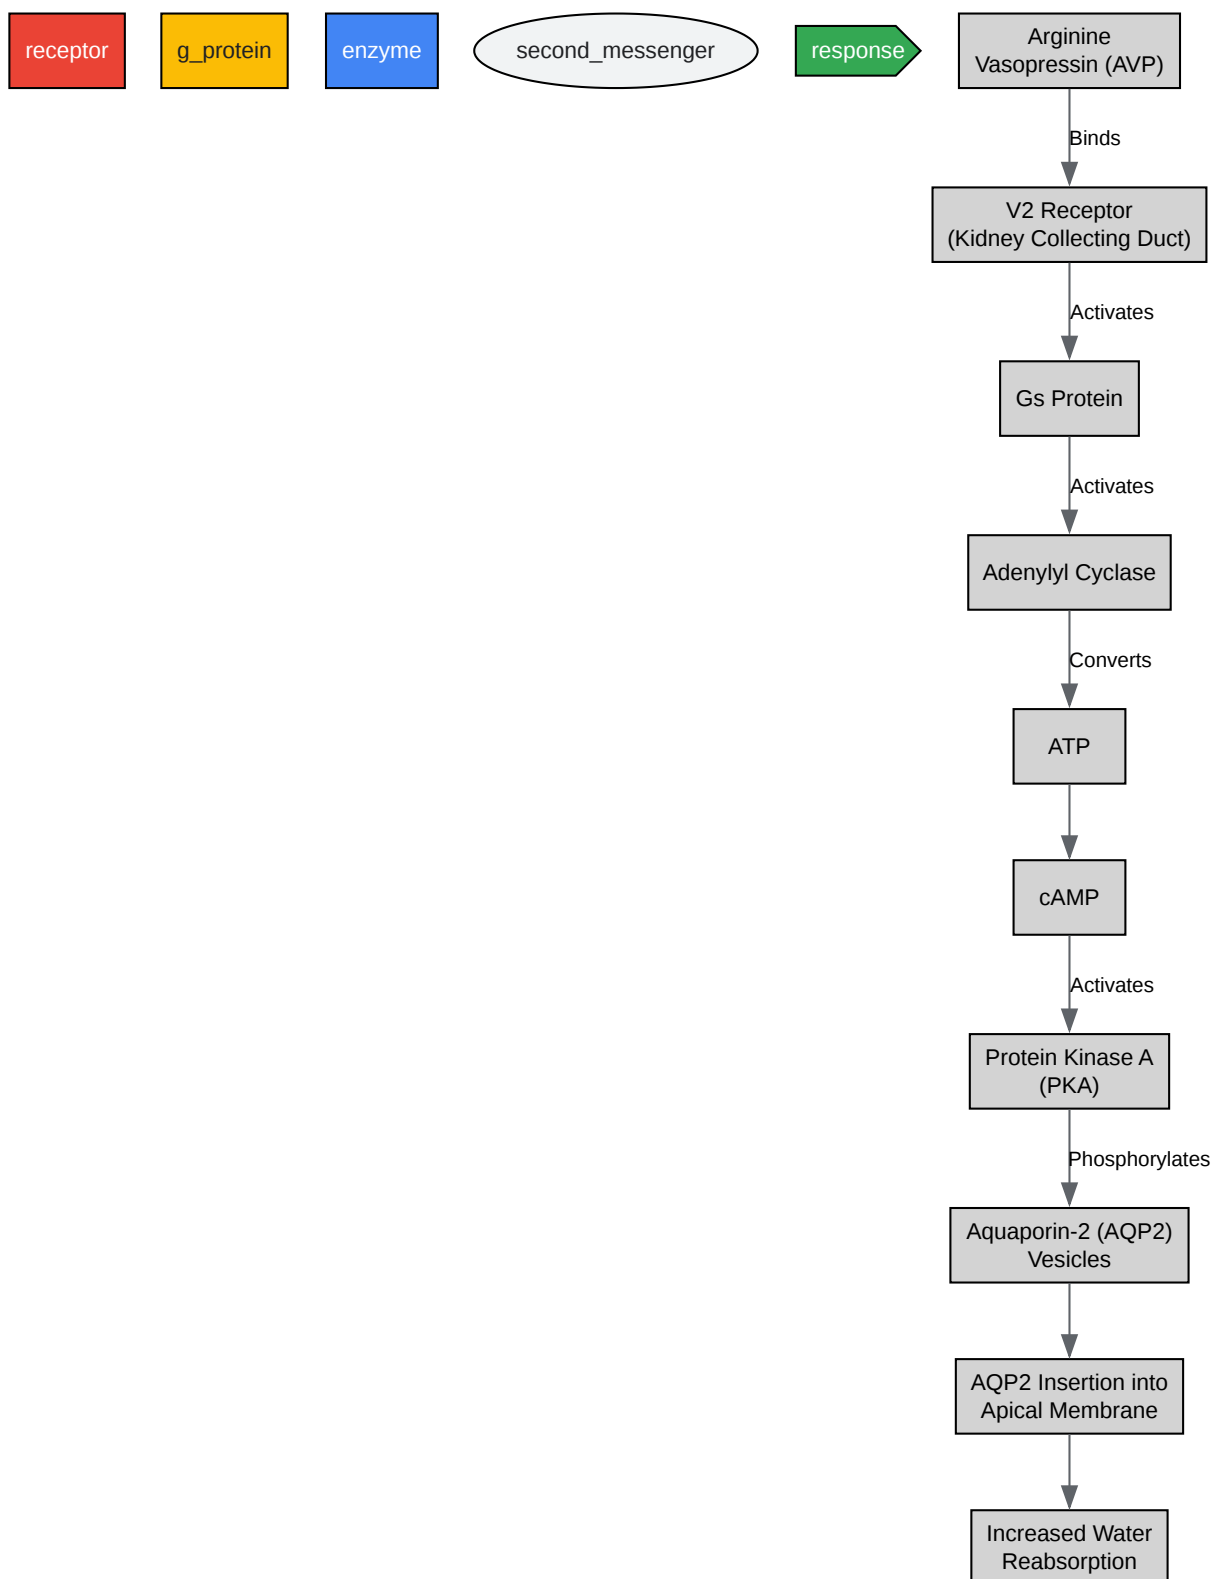 receptor
g_protein
enzyme
second_messenger
response
Arginine
Vasopressin (AVP)
Binds
V2 Receptor
(Kidney Collecting Duct)
Activates
Gs Protein
Activates
Adenylyl Cyclase
Converts
ATP
cAMP
Activates
Protein Kinase A
(PKA)
Phosphorylates
Aquaporin-2 (AQP2)
Vesicles
AQP2 Insertion into
Apical Membrane
Increased Water
Reabsorption